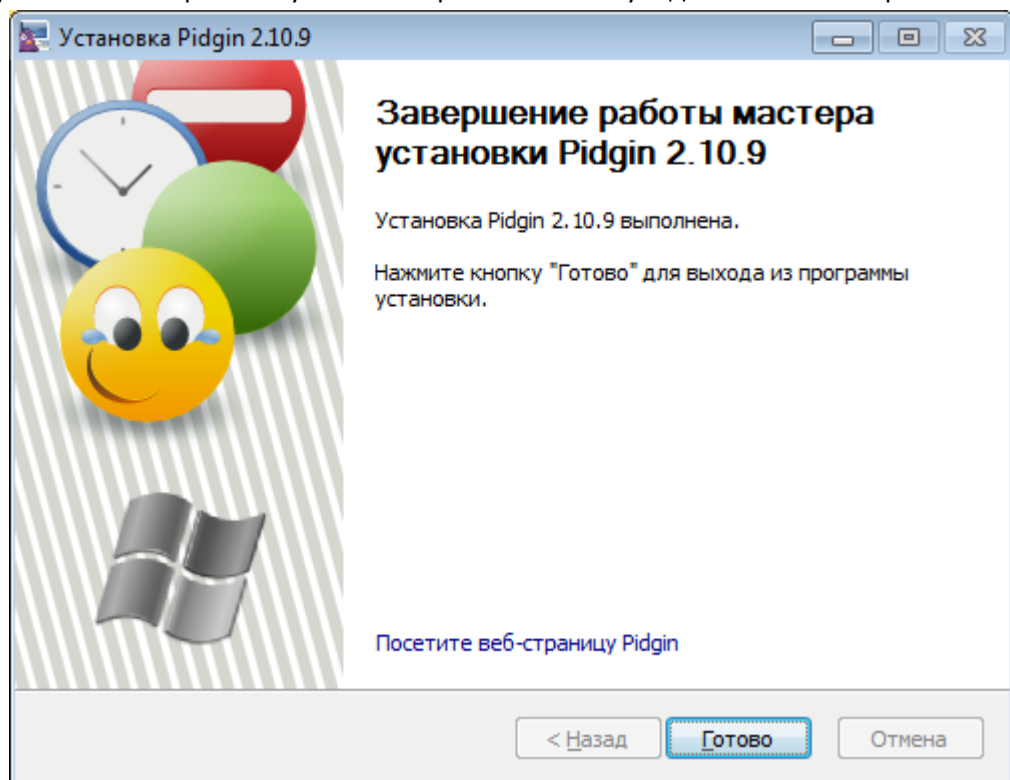 Установка Pidgin 2.10.9
Завершение работы мастера
установки Pidgin 2.10.9
Установка Pidgin 2.10.9 выполнена.
Нажмите кнопку "Готово" для выхода из программы
установки.
Посетите веб-страницу Pidgin
< Назад
Готово
Отмена